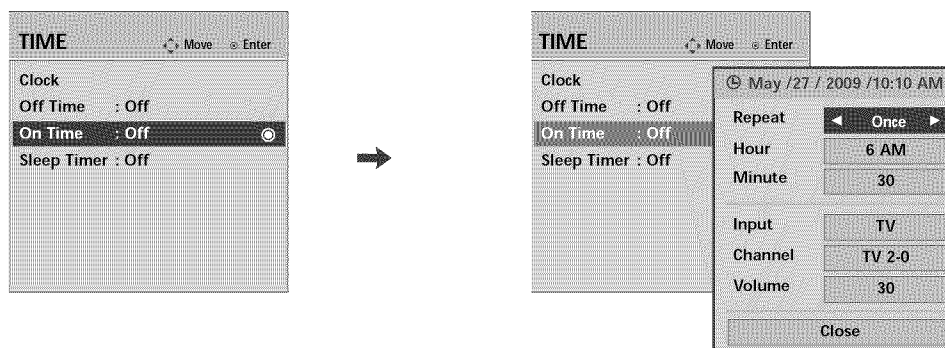 TIME Move Enter
Clock
Off Time : Off
On Time : Off
Sleep Timer : Off
TIME Move Enter
Clock
Off Time : Off
On Time : Off
Sleep Timer : Off
May /27 / 2009 /10:10 AM
Repeat ◄ Once ►
Hour 6 AM
Minute 30
Input TV
Channel TV 2-0
Volume 30
Close